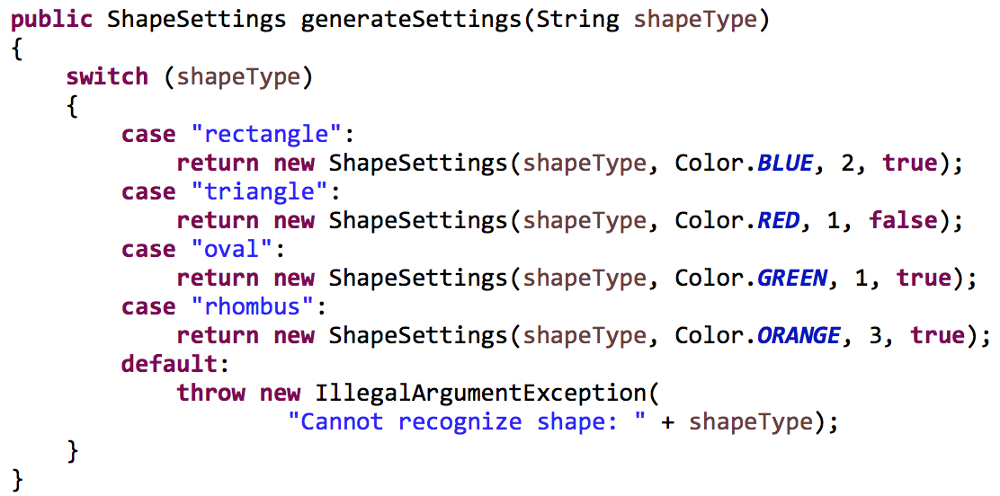 public ShapeSettings generateSettings(String shapeType)
{
    switch (shapeType)
    {
        case "rectangle":
            return new ShapeSettings(shapeType, Color.BLUE, 2, true);
        case "triangle":
            return new ShapeSettings(shapeType, Color.RED, 1, false);
        case "oval":
            return new ShapeSettings(shapeType, Color.GREEN, 1, true);
        case "rhombus":
            return new ShapeSettings(shapeType, Color.ORANGE, 3, true);
        default:
            throw new IllegalArgumentException(
                    "Cannot recognize shape: " + shapeType);
    }
}